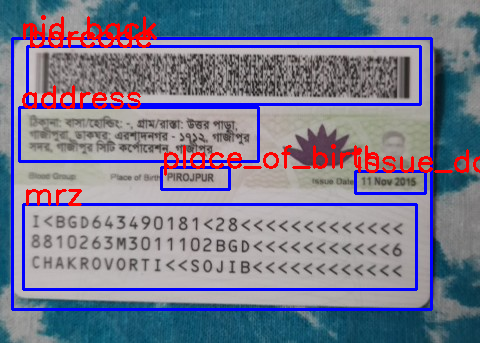 nid_back
barcode
address
ঠিকানা: বাসা/হোল্ডিং: -, গ্রাম/রাস্তা: উত্তর পাড়া,
গাজীপুরা, ডাকঘর: এরশাদনগর - ১৭১২, গাজীপুর
সদর, গাজীপুর সিটি কর্পোরেশন, গাজীপুর
place_of_birth
issue_da
Blood Group:
Place of Birth
PIROJPUR
Issue Date
11 Nov 2015
mrz
I<BGD643490181<28<<<<<<<<<<<<<
8810263M3011102BGD<<<<<<<<<<<6
CHAKROVORTI<<SOJIB<<<<<<<<<<<<